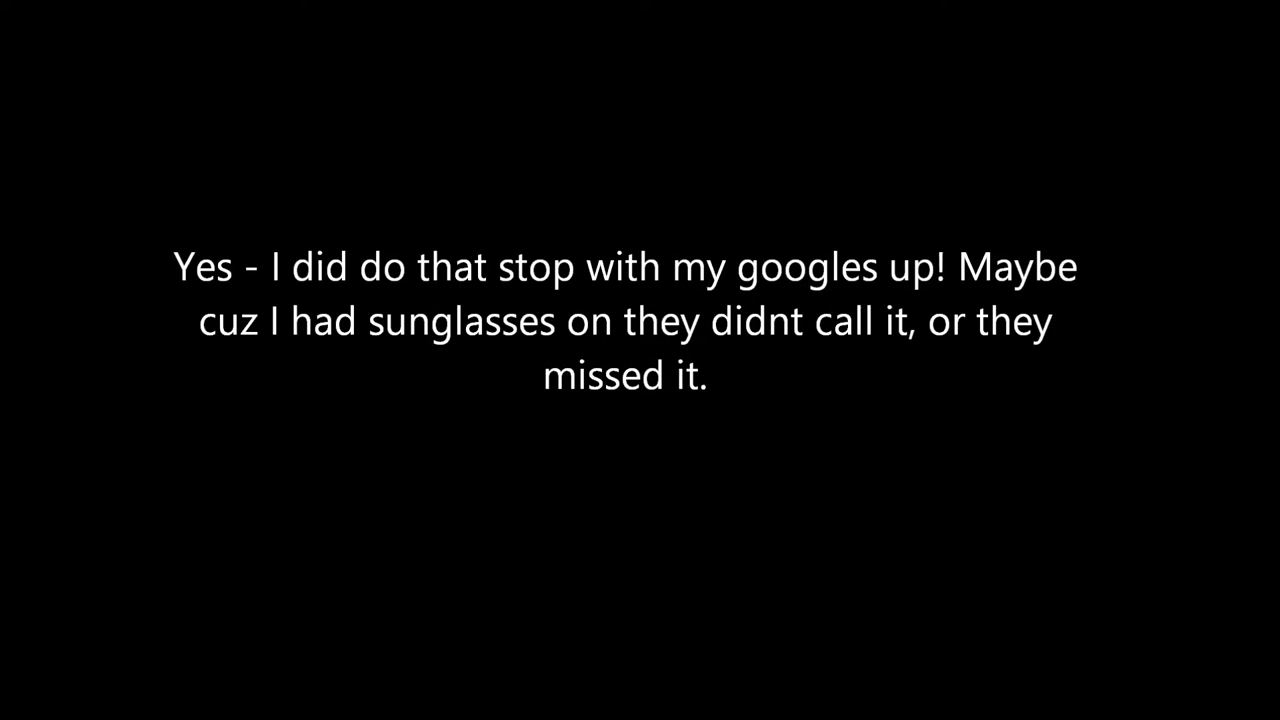 Yes - I did do that stop with my googles up! Maybe
cuz I had sunglasses on they didnt call it, or they
missed it.